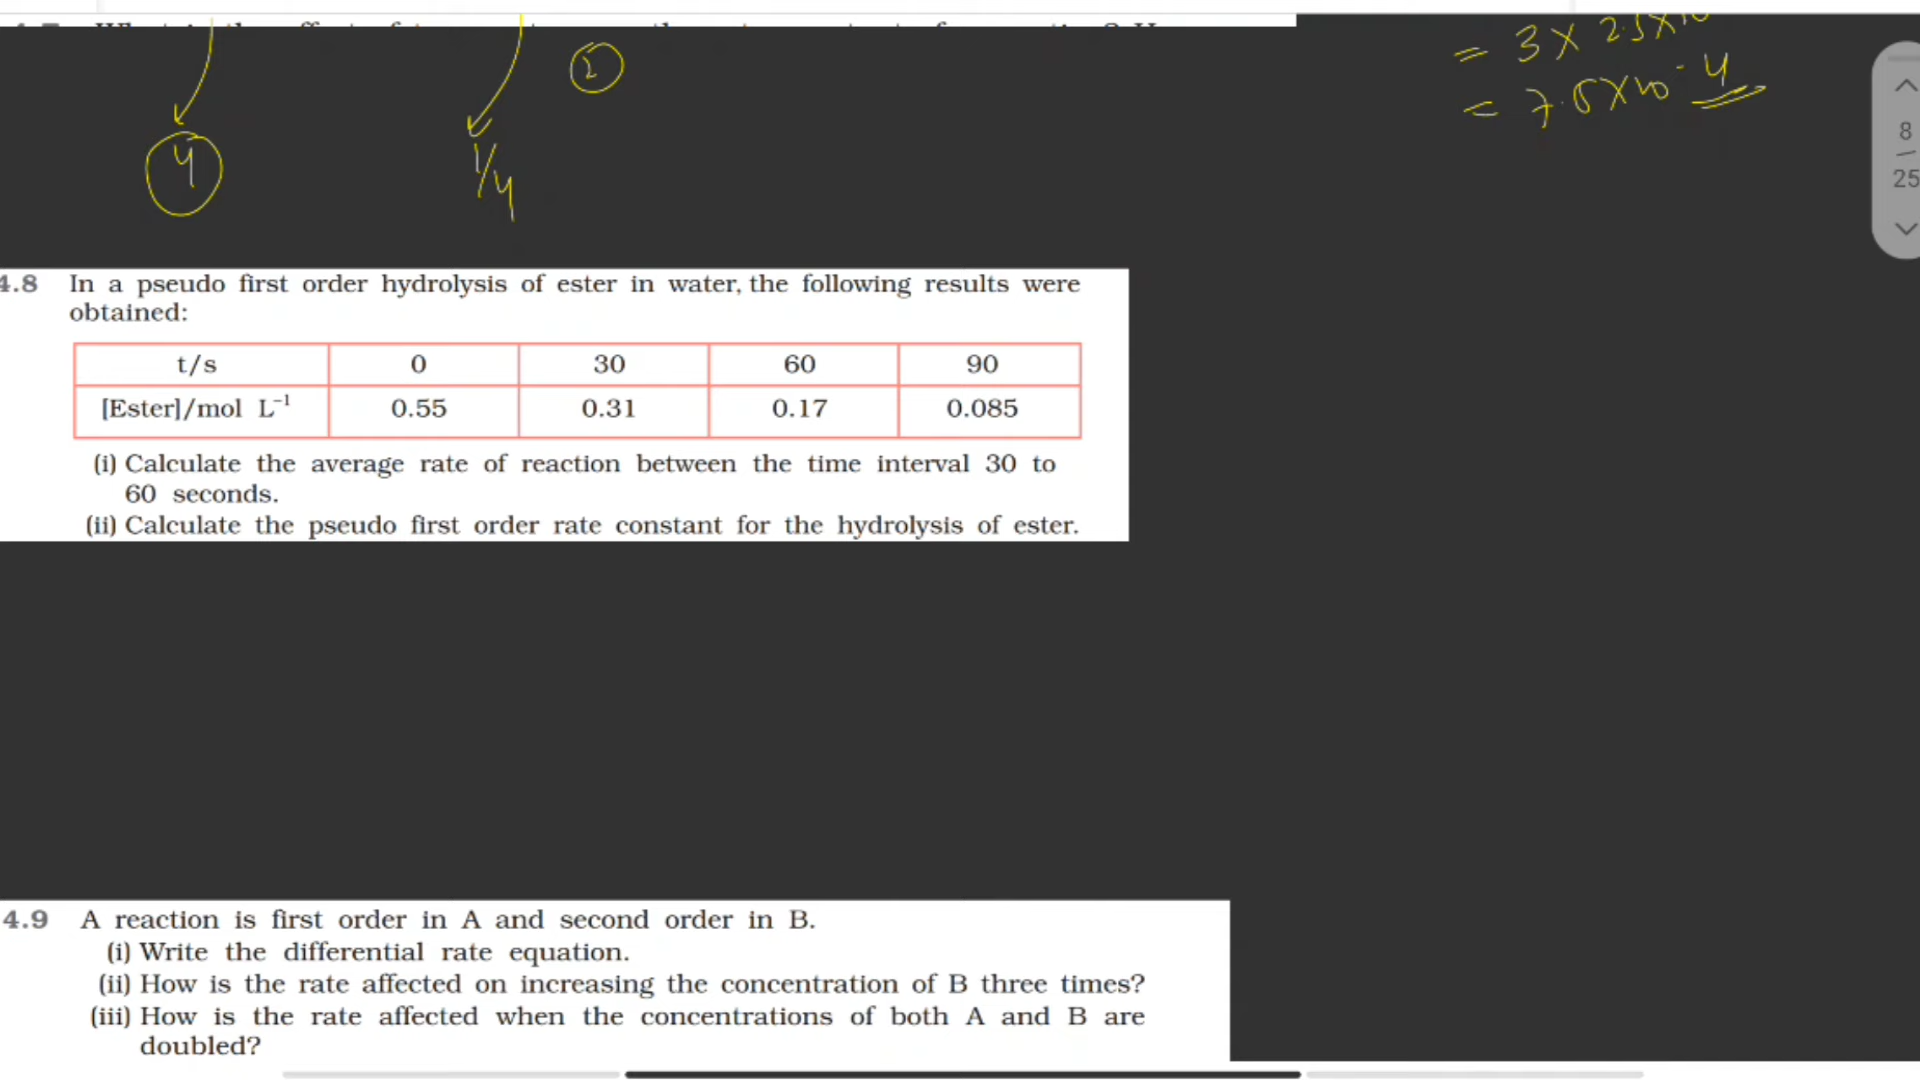 = 3 × 2.5×10
= 7.5×10⁻⁴
2
4
1/4
8
25
4.8 In a pseudo first order hydrolysis of ester in water, the following results were
obtained:
t/s 0 30 60 90
[Ester]/mol L⁻¹ 0.55 0.31 0.17 0.085
(i) Calculate the average rate of reaction between the time interval 30 to
60 seconds.
(ii) Calculate the pseudo first order rate constant for the hydrolysis of ester.
4.9 A reaction is first order in A and second order in B.
(i) Write the differential rate equation.
(ii) How is the rate affected on increasing the concentration of B three times?
(iii) How is the rate affected when the concentrations of both A and B are
doubled?